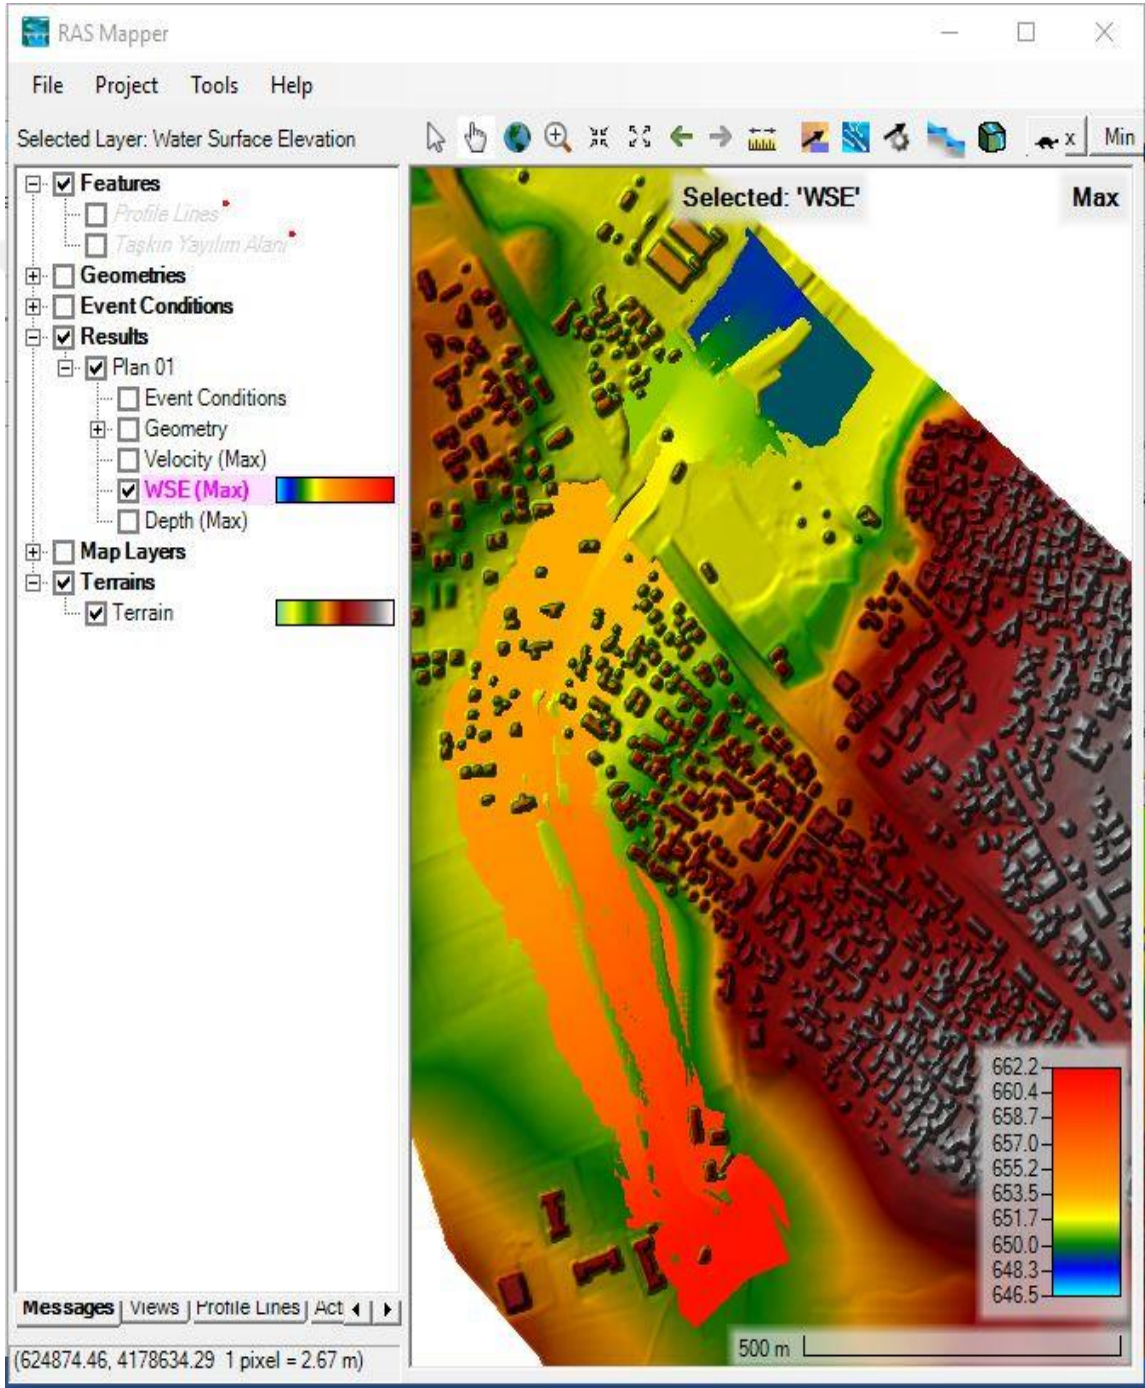 RAS Mapper
File Project Tools Help
Selected Layer: Water Surface Elevation
x Min
Features
Profile Lines
Taşkın Yayılım Alanı
Geometries
Event Conditions
Results
Plan 01
Event Conditions
Geometry
Velocity (Max)
WSE (Max)
Depth (Max)
Map Layers
Terrains
Terrain
Messages Views Profile Lines Act
(624874.46, 4178634.29 1 pixel = 2.67 m)
Selected: 'WSE' Max
662.2
660.4
658.7
657.0
655.2
653.5
651.7
650.0
648.3
646.5
500 m